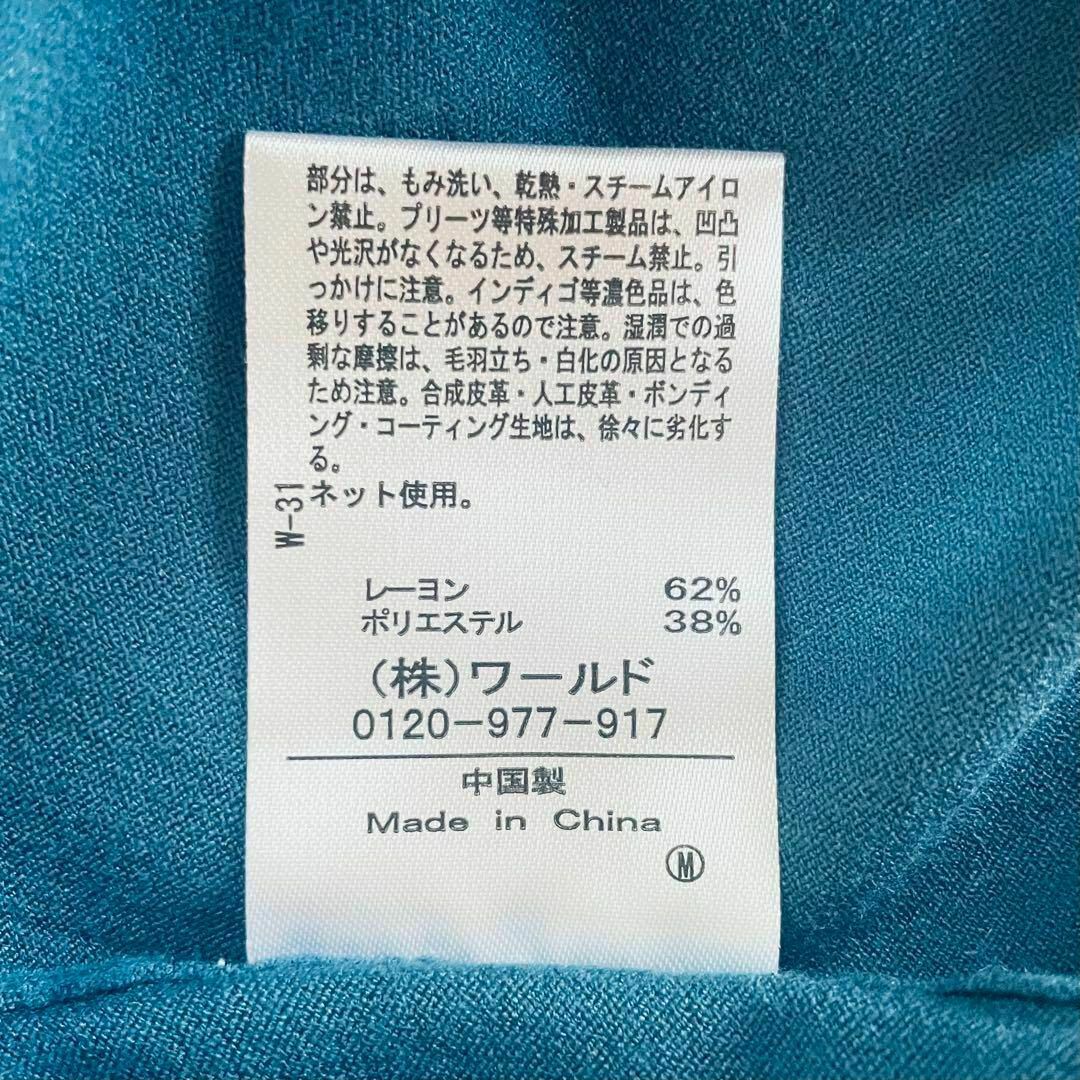 部分は、もみ洗い、乾熱・スチームアイロ
ン禁止。プリーツ等特殊加工製品は、凹凸
や光沢がなくなるため、スチーム禁止。引
っかけに注意。インディゴ等濃色品は、色
移りすることがあるので注意。湿潤での過
剰な摩擦は、毛羽立ち・白化の原因となる
ため注意。合成皮革・人工皮革・ボンディ
ング・コーティング生地は、徐々に劣化す
る。
ネット使用。
W-31
レーヨン 62%
ポリエステル 38%
(株)ワールド
0120-977-917
中国製
Made in China
M